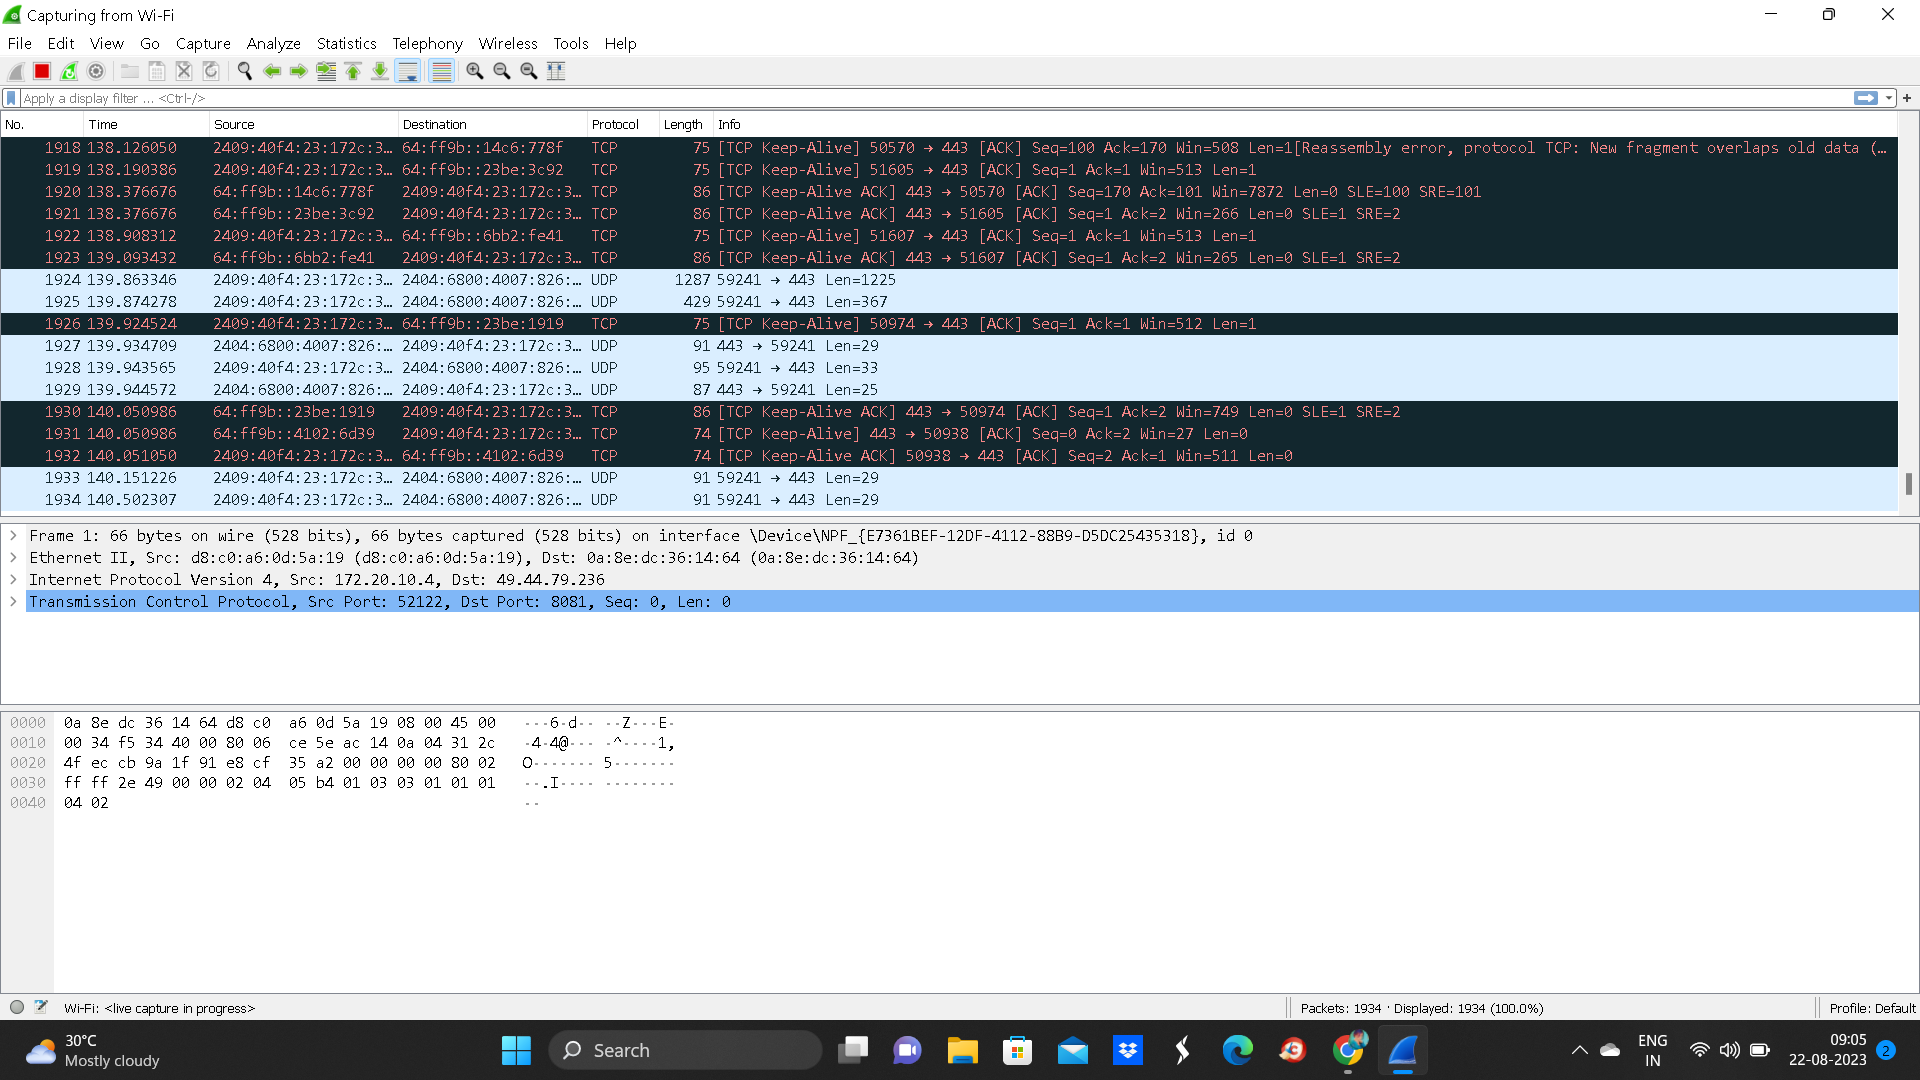 Capturing from Wi-Fi
File Edit View Go Capture Analyze Statistics Telephony Wireless Tools Help
Apply a display filter ... <Ctrl-/>
No. Time Source Destination Protocol Length Info
1918 138.126050 2409:40f4:23:172c:3… 64:ff9b::14c6:778f TCP 75 [TCP Keep-Alive] 50570 → 443 [ACK] Seq=100 Ack=170 Win=508 Len=1[Reassembly error, protocol TCP: New fragment overlaps old data (…
1919 138.190386 2409:40f4:23:172c:3… 64:ff9b::23be:3c92 TCP 75 [TCP Keep-Alive] 51605 → 443 [ACK] Seq=1 Ack=1 Win=513 Len=1
1920 138.376676 64:ff9b::14c6:778f 2409:40f4:23:172c:3… TCP 86 [TCP Keep-Alive ACK] 443 → 50570 [ACK] Seq=170 Ack=101 Win=7872 Len=0 SLE=100 SRE=101
1921 138.376676 64:ff9b::23be:3c92 2409:40f4:23:172c:3… TCP 86 [TCP Keep-Alive ACK] 443 → 51605 [ACK] Seq=1 Ack=2 Win=266 Len=0 SLE=1 SRE=2
1922 138.908312 2409:40f4:23:172c:3… 64:ff9b::6bb2:fe41 TCP 75 [TCP Keep-Alive] 51607 → 443 [ACK] Seq=1 Ack=1 Win=513 Len=1
1923 139.093432 64:ff9b::6bb2:fe41 2409:40f4:23:172c:3… TCP 86 [TCP Keep-Alive ACK] 443 → 51607 [ACK] Seq=1 Ack=2 Win=265 Len=0 SLE=1 SRE=2
1924 139.863346 2409:40f4:23:172c:3… 2404:6800:4007:826:… UDP 1287 59241 → 443 Len=1225
1925 139.874278 2409:40f4:23:172c:3… 2404:6800:4007:826:… UDP 429 59241 → 443 Len=367
1926 139.924524 2409:40f4:23:172c:3… 64:ff9b::23be:1919 TCP 75 [TCP Keep-Alive] 50974 → 443 [ACK] Seq=1 Ack=1 Win=512 Len=1
1927 139.934709 2404:6800:4007:826:… 2409:40f4:23:172c:3… UDP 91 443 → 59241 Len=29
1928 139.943565 2409:40f4:23:172c:3… 2404:6800:4007:826:… UDP 95 59241 → 443 Len=33
1929 139.944572 2404:6800:4007:826:… 2409:40f4:23:172c:3… UDP 87 443 → 59241 Len=25
1930 140.050986 64:ff9b::23be:1919 2409:40f4:23:172c:3… TCP 86 [TCP Keep-Alive ACK] 443 → 50974 [ACK] Seq=1 Ack=2 Win=749 Len=0 SLE=1 SRE=2
1931 140.050986 64:ff9b::4102:6d39 2409:40f4:23:172c:3… TCP 74 [TCP Keep-Alive] 443 → 50938 [ACK] Seq=0 Ack=2 Win=27 Len=0
1932 140.051050 2409:40f4:23:172c:3… 64:ff9b::4102:6d39 TCP 74 [TCP Keep-Alive ACK] 50938 → 443 [ACK] Seq=2 Ack=1 Win=511 Len=0
1933 140.151226 2409:40f4:23:172c:3… 2404:6800:4007:826:… UDP 91 59241 → 443 Len=29
1934 140.502307 2409:40f4:23:172c:3… 2404:6800:4007:826:… UDP 91 59241 → 443 Len=29
Frame 1: 66 bytes on wire (528 bits), 66 bytes captured (528 bits) on interface \Device\NPF_{E7361BEF-12DF-4112-88B9-D5DC25435318}, id 0
Ethernet II, Src: d8:c0:a6:0d:5a:19 (d8:c0:a6:0d:5a:19), Dst: 0a:8e:dc:36:14:64 (0a:8e:dc:36:14:64)
Internet Protocol Version 4, Src: 172.20.10.4, Dst: 49.44.79.236
Transmission Control Protocol, Src Port: 52122, Dst Port: 8081, Seq: 0, Len: 0
0000 0a 8e dc 36 14 64 d8 c0 a6 0d 5a 19 08 00 45 00 ···6·d·· ··Z···E·
0010 00 34 f5 34 40 00 80 06 ce 5e ac 14 0a 04 31 2c ·4·4@··· ·^····1,
0020 4f ec cb 9a 1f 91 e8 cf 35 a2 00 00 00 00 80 02 O······· 5·······
0030 ff ff 2e 49 00 00 02 04 05 b4 01 03 03 01 01 01 ··.I···· ········
0040 04 02 ··
Wi-Fi: <live capture in progress>
Packets: 1934 · Displayed: 1934 (100.0%)
Profile: Default
30°C
Mostly cloudy
Search
ENG
IN
09:05
22-08-2023
2